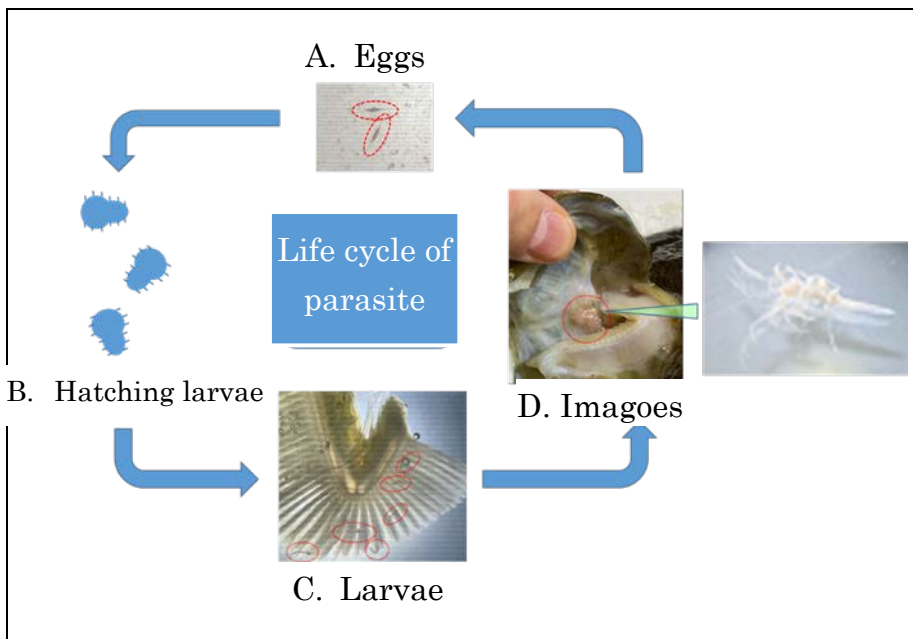 A. Eggs
Life cycle of
parasite
B. Hatching larvae
D. Imagoes
C. Larvae